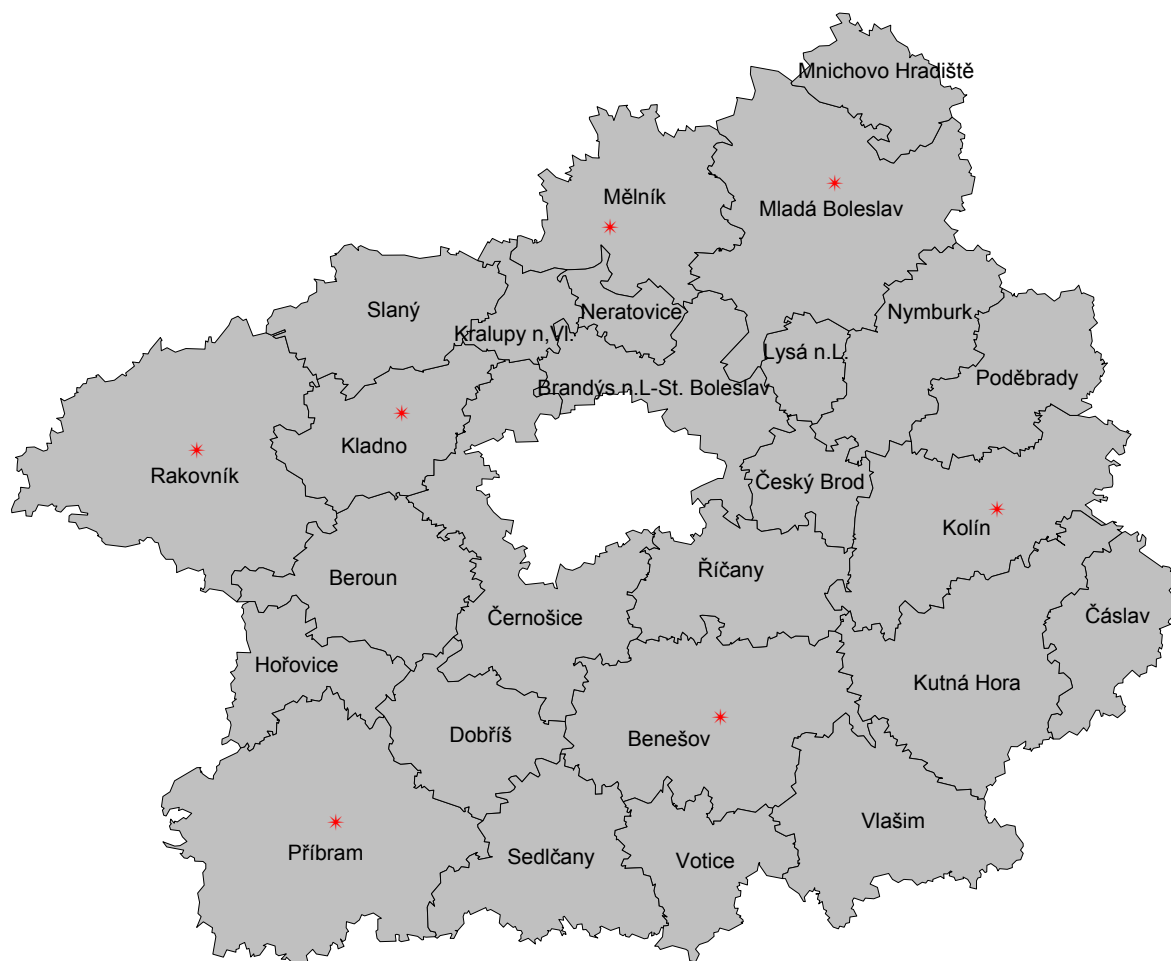 Mnichovo Hradiště
Mělník
Mladá Boleslav
Slaný
Neratovice
Nymburk
Kralupy n,Vl.
Lysá n.L.
Poděbrady
Brandýs n.L-St. Boleslav
Kladno
Rakovník
Český Brod
Kolín
Beroun
Říčany
Černošice
Čáslav
Hořovice
Kutná Hora
Dobříš
Benešov
Vlašim
Příbram
Sedlčany
Votice